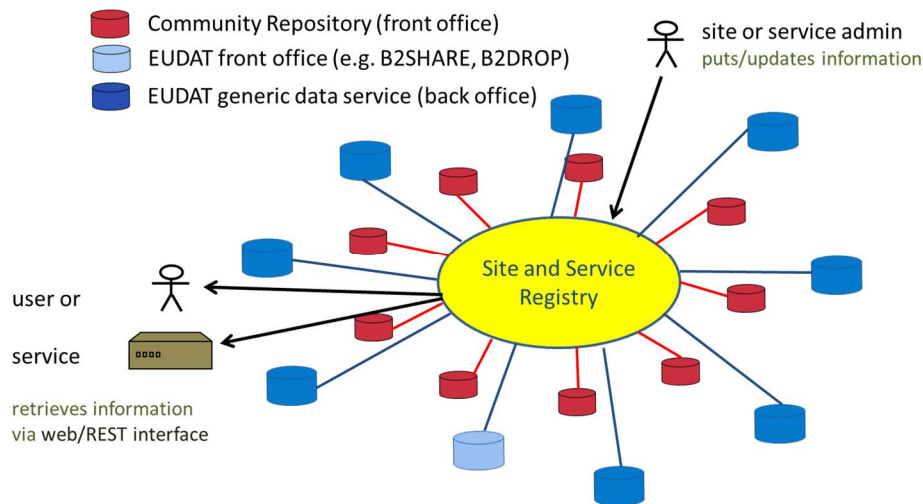 Community Repository (front office)
EUDAT front office (e.g. B2SHARE, B2DROP)
EUDAT generic data service (back office)
site or service admin
puts/updates information
Site and Service
Registry
user or
service
retrieves information
via web/REST interface